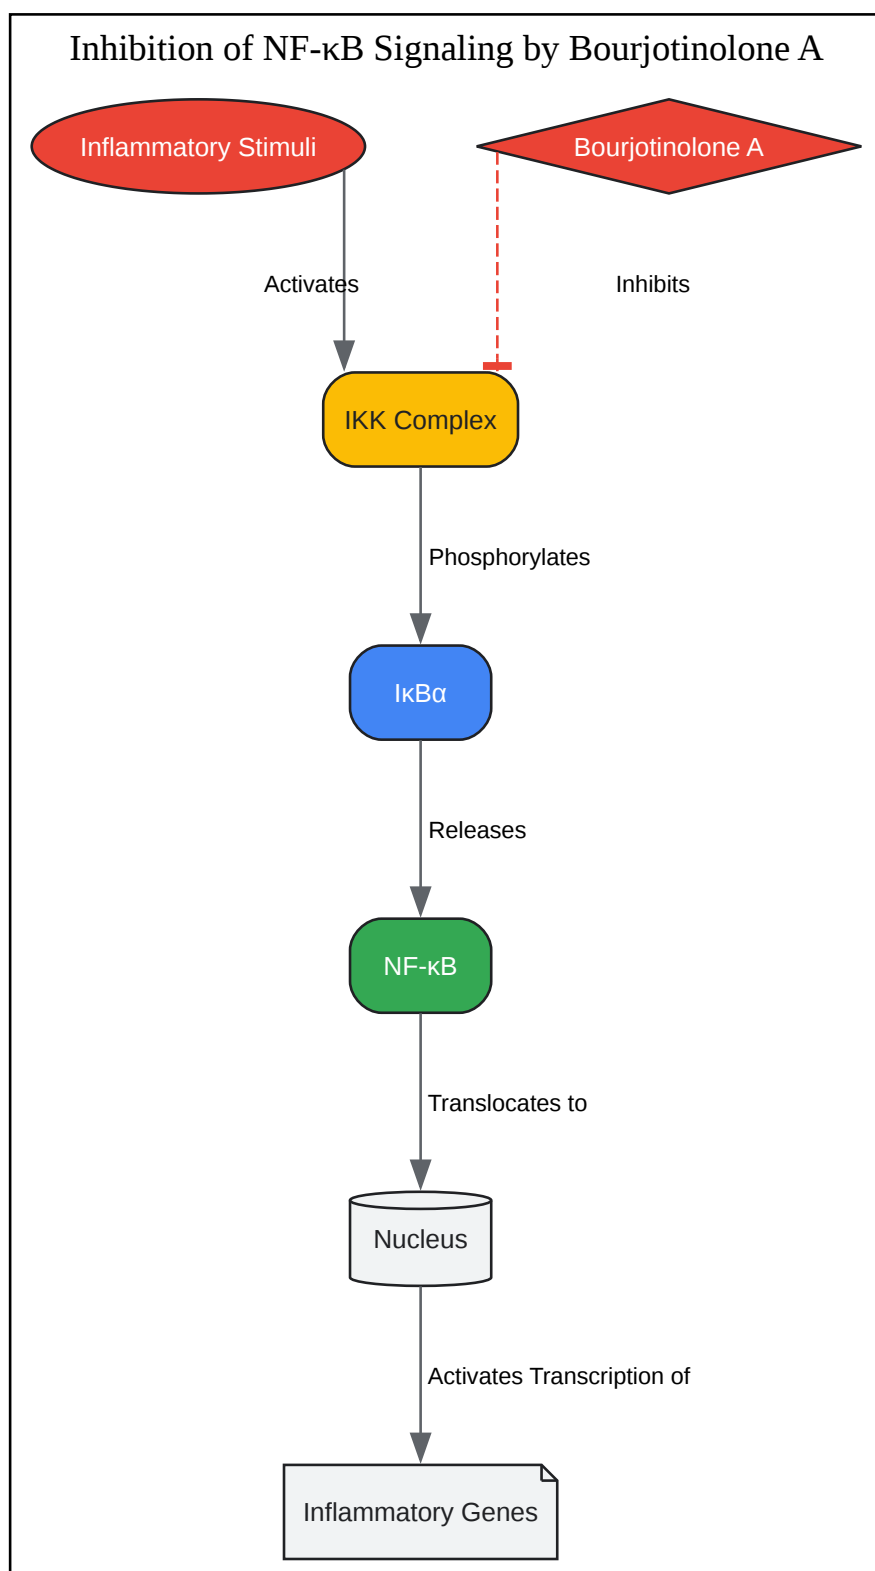 Inhibition of NF-κB Signaling by Bourjotinolone A
Inflammatory Stimuli
Bourjotinolone A
Activates
Inhibits
IKK Complex
Phosphorylates
IκBα
Releases
NF-κB
Translocates to
Nucleus
Activates Transcription of
Inflammatory Genes